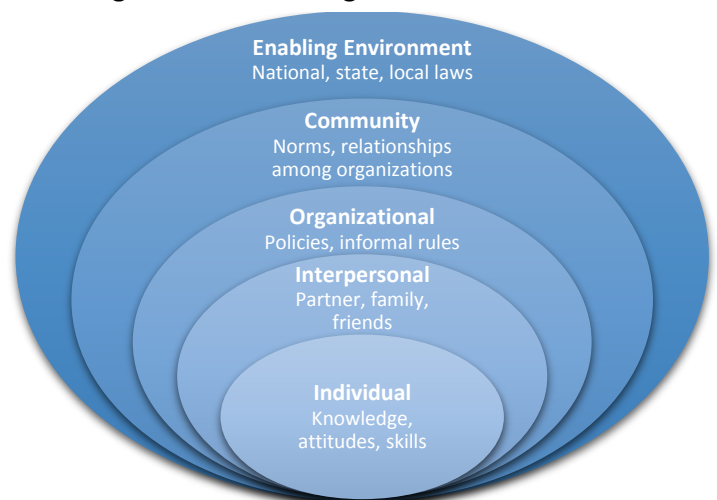 Enabling Environment
National, state, local laws
Community
Norms, relationships
among organizations
Organizational
Policies, informal rules
Interpersonal
Partner, family,
friends
Individual
Knowledge,
attitudes, skills